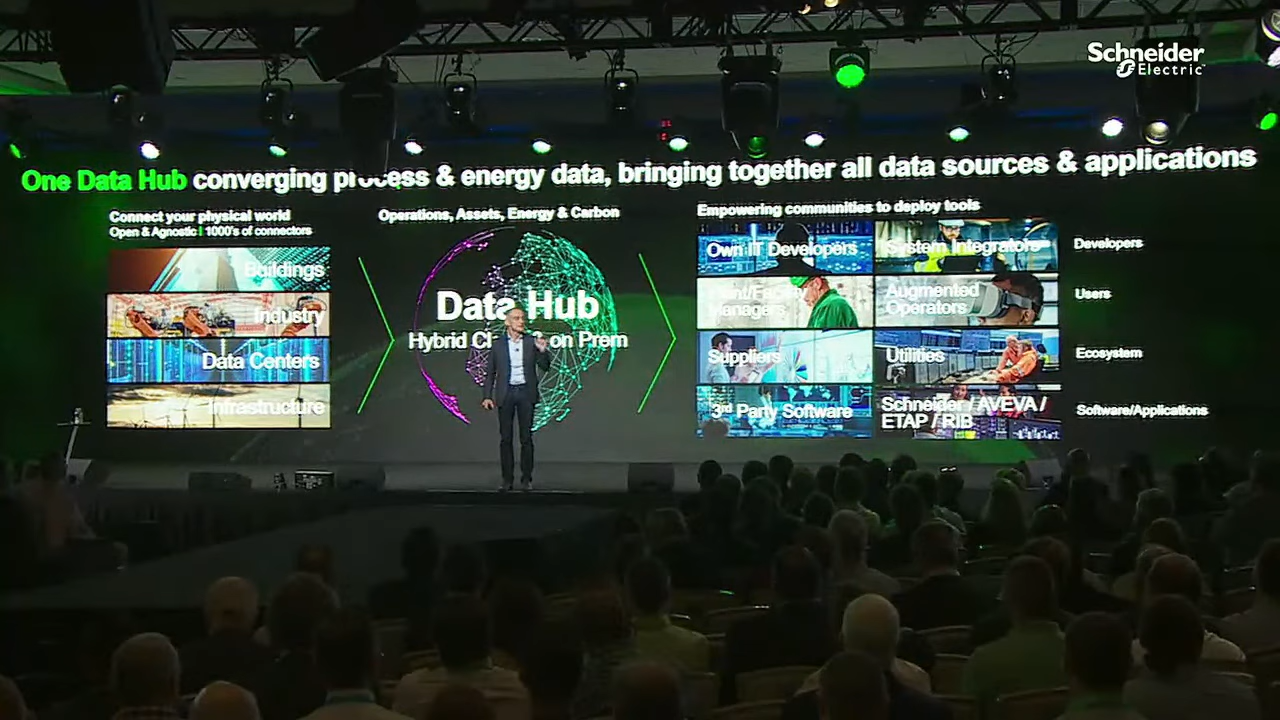 Schneider
Electric
One Data Hub converging process & energy data, bringing together all data sources & applications
Connect your physical world
Open & Agnostic | 1000's of connectors
Buildings
Industry
Data Centers
Infrastructure
Operations, Assets, Energy & Carbon
Data Hub
Hybrid & on Prem
Empowering communities to deploy tools
Own IT Developers
System Integrators
Developers
Managers
Augmented
Operators
Users
Suppliers
Utilities
Ecosystem
3rd Party Software
Schneider / AVEVA /
ETAP / RIB
Software/Applications